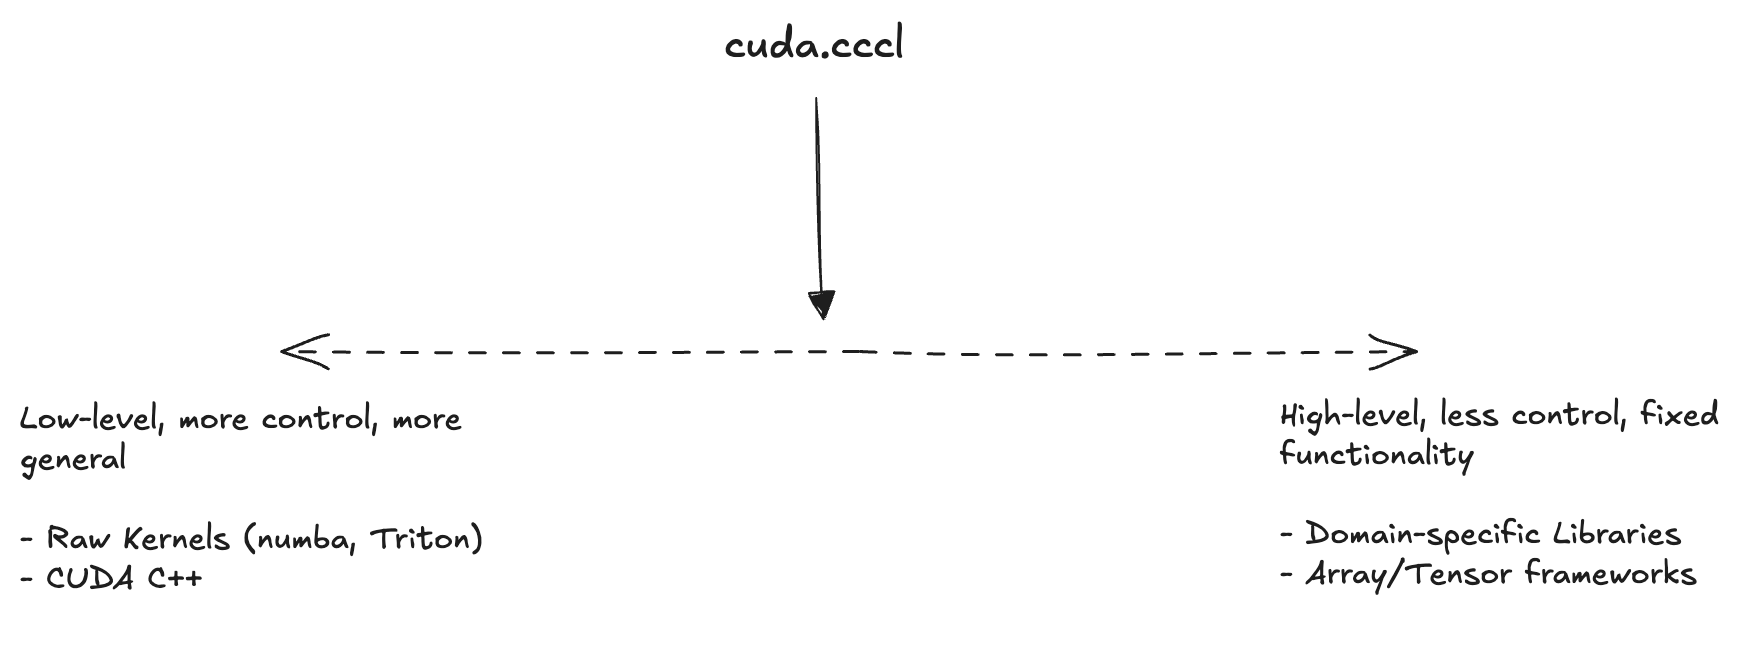 cuda.cccl
Low-level, more control, more
general
- Raw Kernels (numba, Triton)
- CUDA C++
High-level, less control, fixed
functionality
- Domain-specific Libraries
- Array/Tensor frameworks